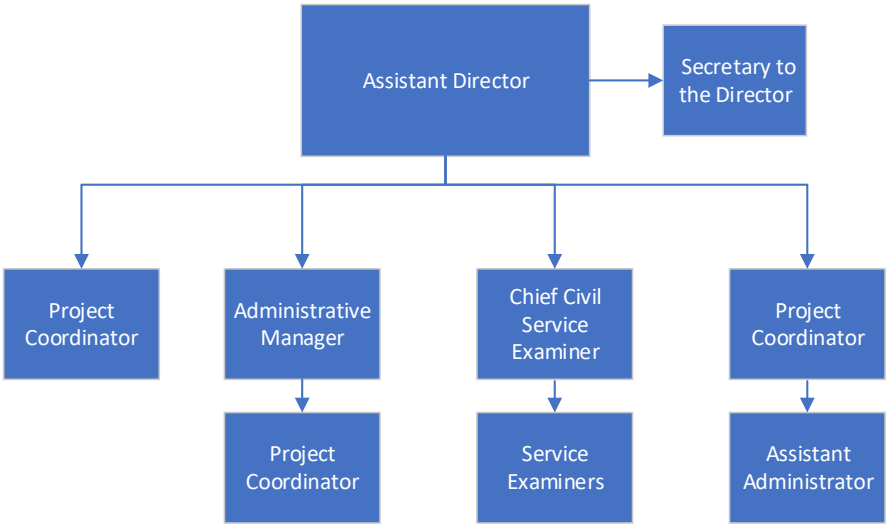 Assistant Director
Secretary to
the Director
Project
Coordinator
Administrative
Manager
Chief Civil
Service
Examiner
Project
Coordinator
Project
Coordinator
Service
Examiners
Assistant
Administrator